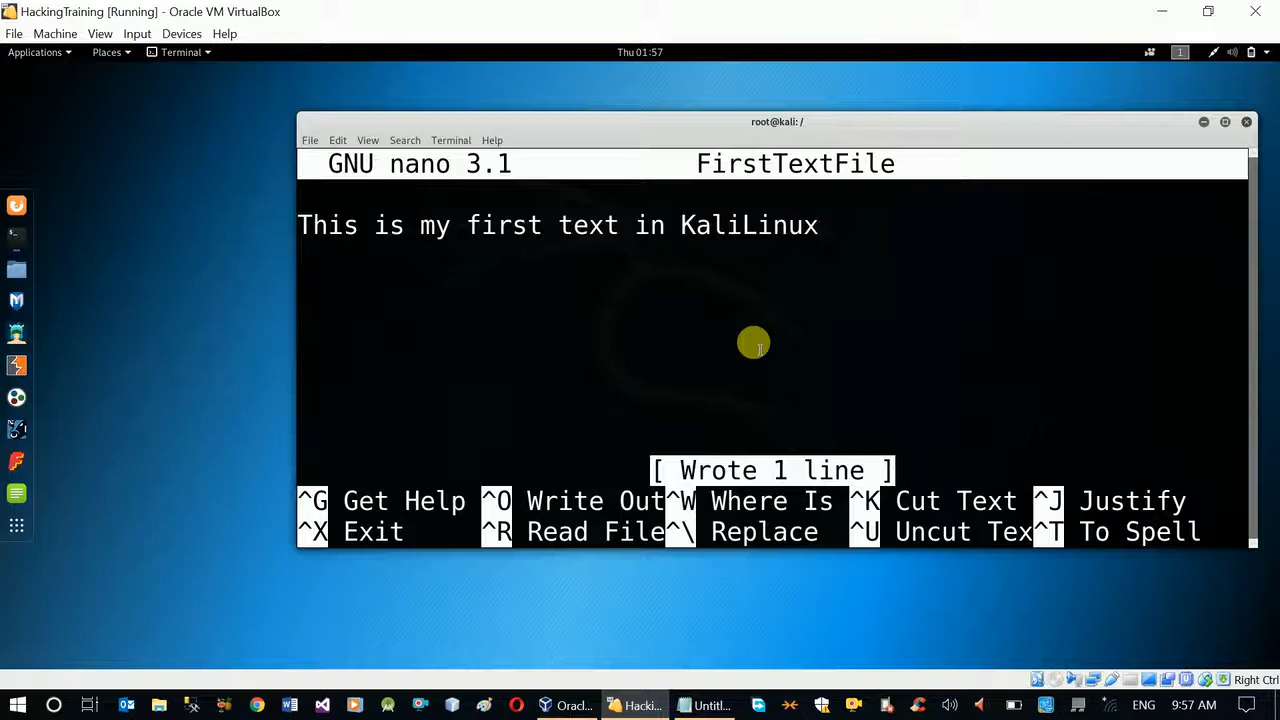 HackingTraining [Running] - Oracle VM VirtualBox
File Machine View Input Devices Help
Applications Places Terminal Thu 01:57 1
root@kali: /
File Edit View Search Terminal Help
GNU nano 3.1 FirstTextFile
This is my first text in KaliLinux
[ Wrote 1 line ]
^G Get Help ^O Write Out ^W Where Is ^K Cut Text ^J Justify
^X Exit ^R Read File ^\ Replace ^U Uncut Tex ^T To Spell
Right Ctrl
Oracl... Hacki... Untitl... ENG 9:57 AM